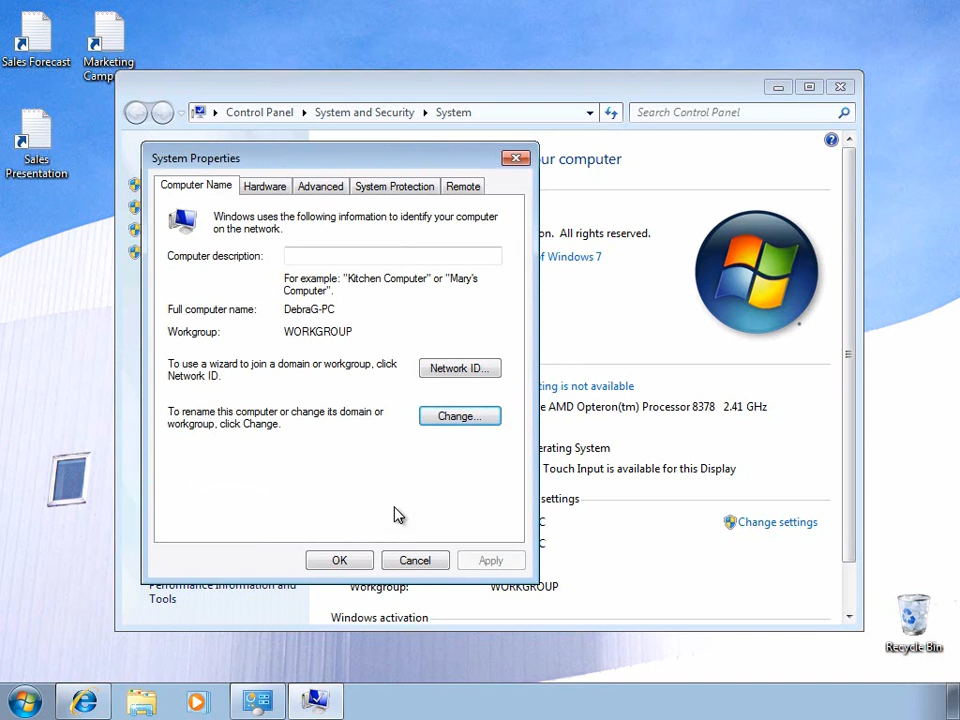 Sales Forecast
Marketing
Camp
Sales
Presentation
Control Panel
System and Security
System
Search Control Panel
System Properties
ur computer
Computer Name
Hardware
Advanced
System Protection
Remote
Windows uses the following information to identify your computer
on the network.
on. All rights reserved.
Computer description:
of Windows 7
For example: "Kitchen Computer" or "Mary's
Computer".
Full computer name:
DebraG-PC
Workgroup:
WORKGROUP
To use a wizard to join a domain or workgroup, click
Network ID.
Network ID...
ting is not available
e AMD Opteron(tm) Processor 8378 2.41 GHz
To rename this computer or change its domain or
workgroup, click Change.
Change...
erating System
Touch Input is available for this Display
settings
C
Change settings
C
OK
Cancel
Apply
Performance Information and
Tools
Workgroup:
WORKGROUP
Windows activation
Recycle Bin